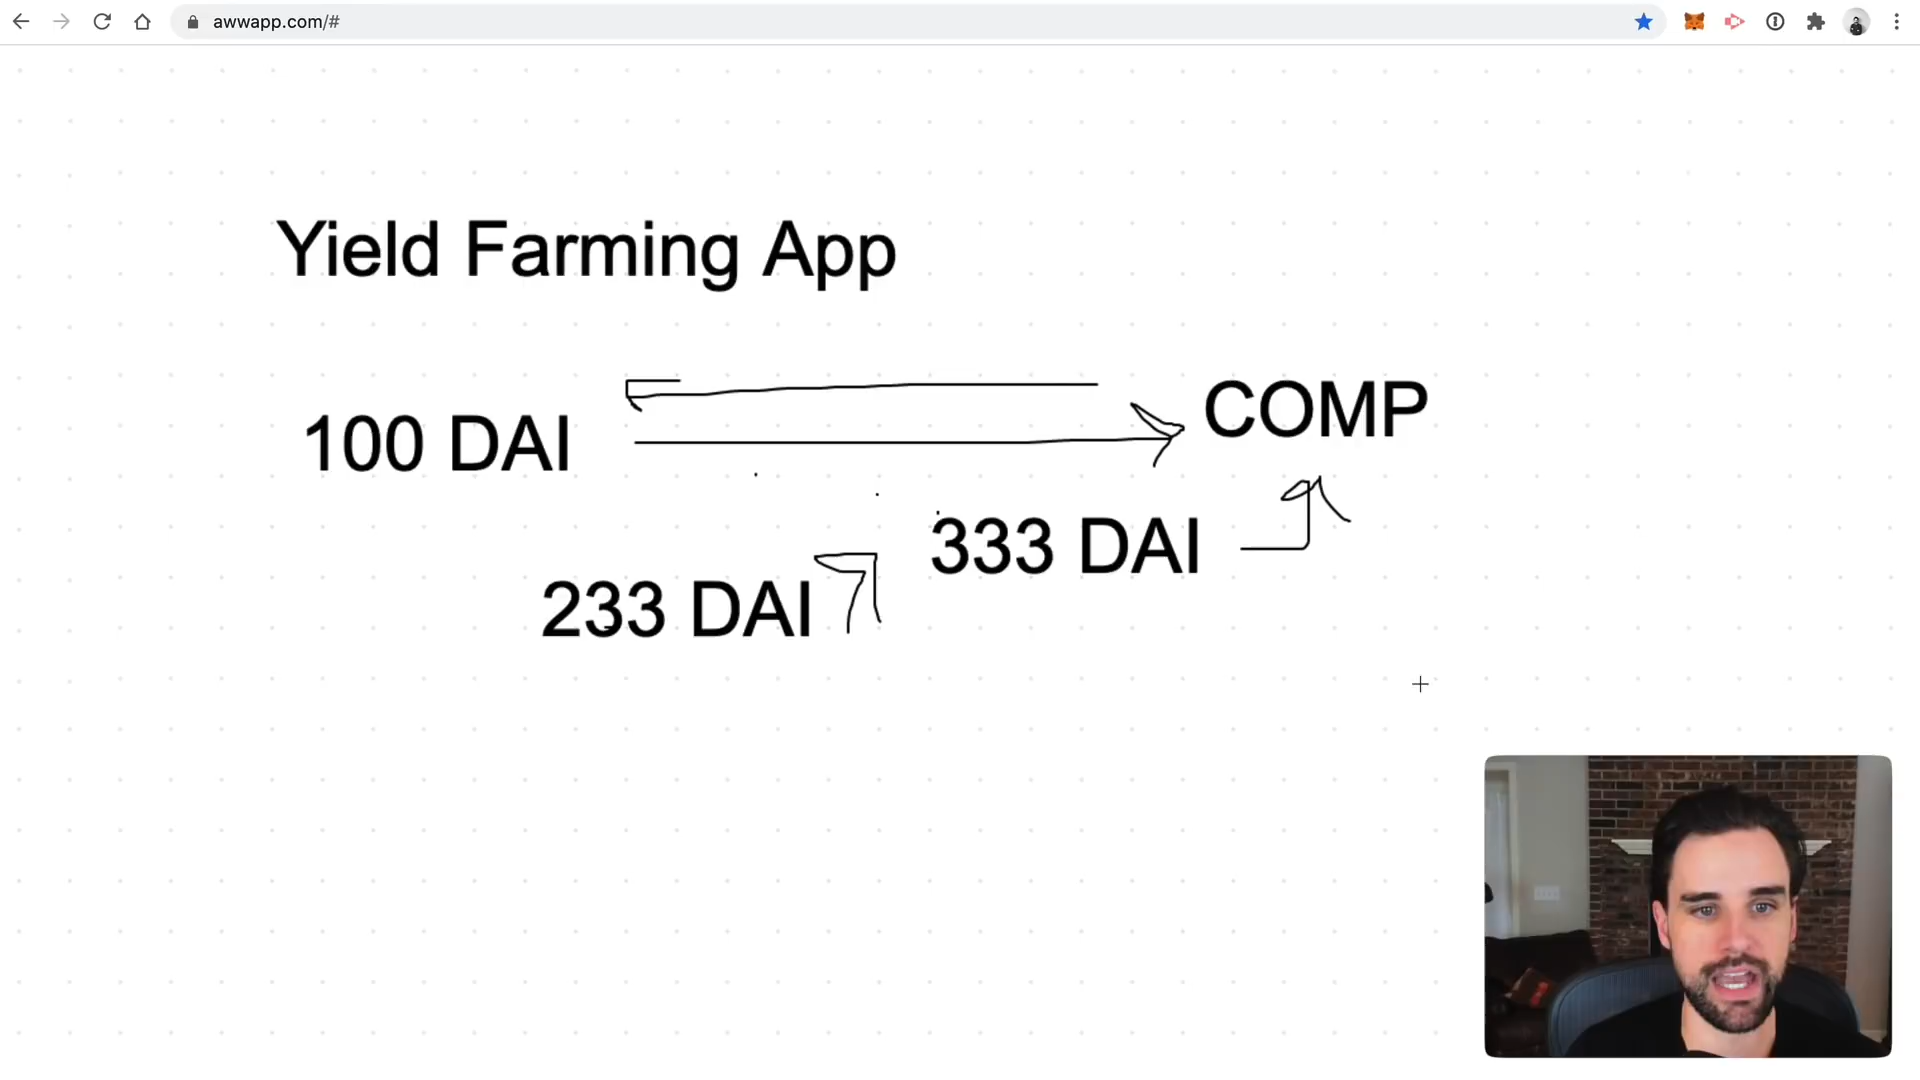 awwapp.com/#
Yield Farming App
100 DAI
COMP
333 DAI
233 DAI